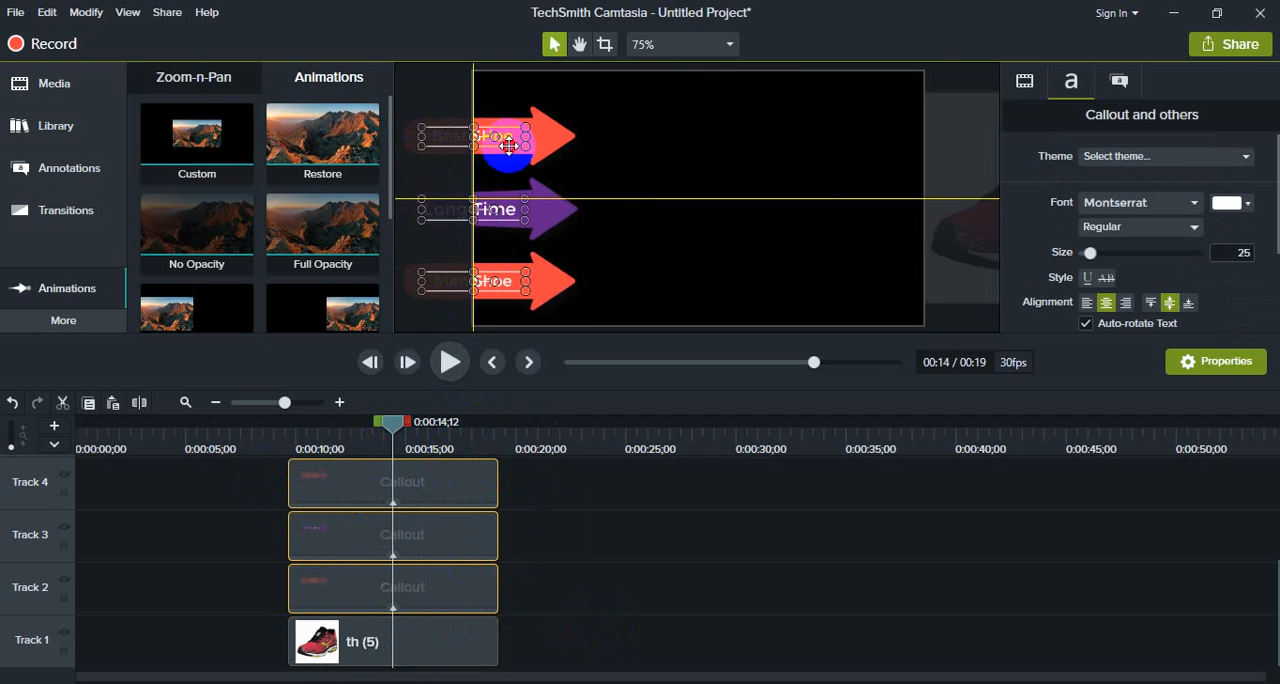 File Edit Modify View Share Help
TechSmith Camtasia - Untitled Project*
Sign In
Record
75%
Share
Media
Library
Annotations
Transitions
Animations
More
Zoom-n-Pan
Animations
Custom
Restore
No Opacity
Full Opacity
Time
Shoe
a
Callout and others
Theme Select theme...
Font Montserrat
Regular
Size 25
Style U AB
Alignment
Auto-rotate Text
00:14 / 00:19 30fps
Properties
0:00:14;12
0:00:00;00 0:00:05;00 0:00:10;00 0:00:15;00 0:00:20;00 0:00:25;00 0:00:30;00 0:00:35;00 0:00:40;00 0:00:45;00 0:00:50;00
Track 4 Callout
Track 3 Callout
Track 2 Callout
Track 1 th (5)